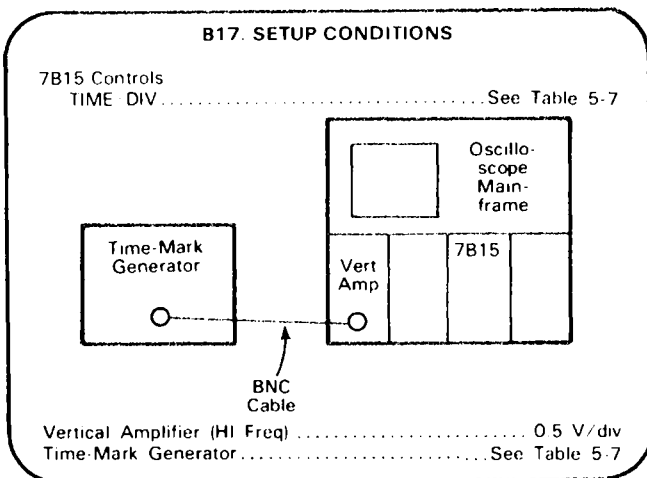 B17. SETUP CONDITIONS
7B15 Controls
TIME DIV....................................See Table 5-7
Oscillo-
scope
Main-
frame
Time-Mark
Generator
Vert
Amp
7B15
BNC
Cable
Vertical Amplifier (HI Freq)........................0.5 V/div
Time-Mark Generator............................See Table 5-7